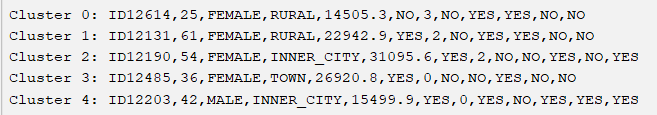 Cluster 0: ID12614,25,FEMALE,RURAL,14505.3,NO,3,NO,YES,YES,NO,NO
Cluster 1: ID12131,61,FEMALE,RURAL,22942.9,YES,2,NO,YES,YES,NO,NO
Cluster 2: ID12190,54,FEMALE,INNER_CITY,31095.6,YES,2,NO,NO,YES,NO,YES
Cluster 3: ID12485,36,FEMALE,TOWN,26920.8,YES,0,NO,NO,YES,NO,NO
Cluster 4: ID12203,42,MALE,INNER_CITY,15499.9,YES,0,YES,NO,YES,YES,YES